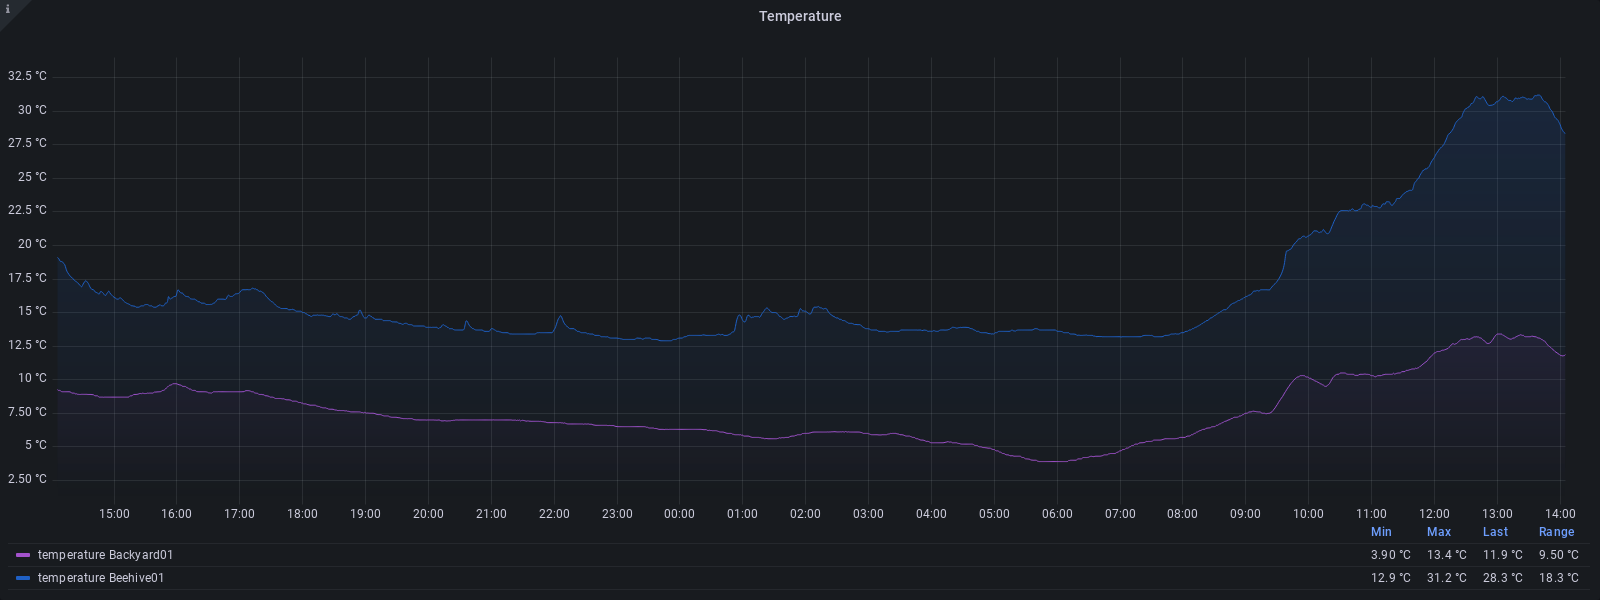 i
Temperature
32.5 °C
30 °C
27.5 °C
25 °C
22.5 °C
20 °C
17.5 °C
15 °C
12.5 °C
10 °C
7.50 °C
5 °C
2.50 °C
15:00 16:00 17:00 18:00 19:00 20:00 21:00 22:00 23:00 00:00 01:00 02:00 03:00 04:00 05:00 06:00 07:00 08:00 09:00 10:00 11:00 12:00 13:00 14:00
Min Max Last Range
temperature Backyard01 3.90 °C 13.4 °C 11.9 °C 9.50 °C
temperature Beehive01 12.9 °C 31.2 °C 28.3 °C 18.3 °C